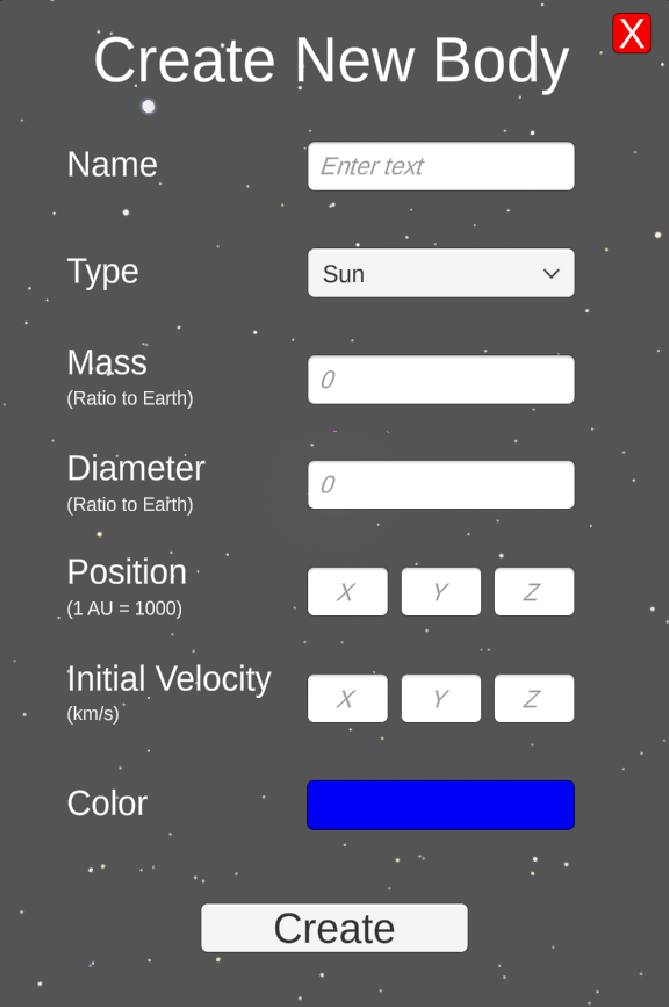 X
Create New Body
Name
Enter text
Type
Sun
Mass
(Ratio to Earth)
0
Diameter
(Ratio to Earth)
0
Position
(1 AU = 1000)
X Y Z
Initial Velocity
(km/s)
X Y Z
Color
Create